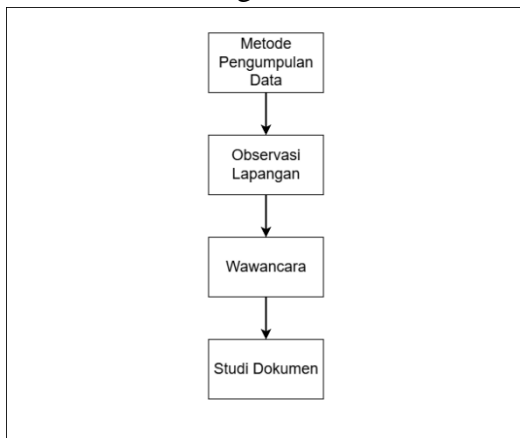 Metode
Pengumpulan
Data
Observasi
Lapangan
Wawancara
Studi Dokumen